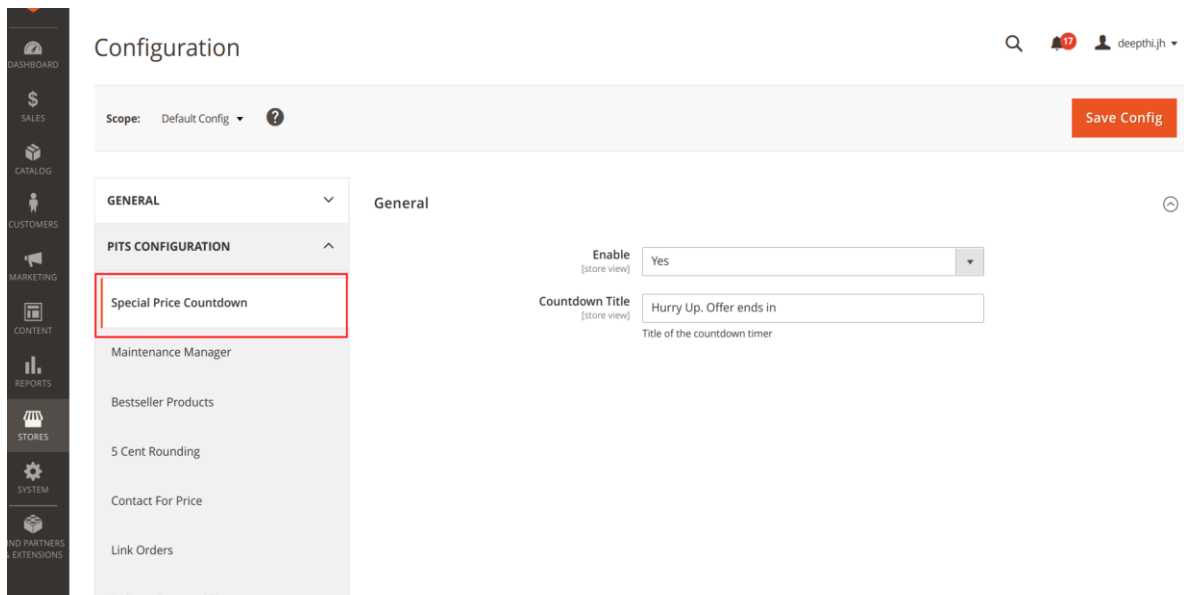 DASHBOARD
SALES
CATALOG
CUSTOMERS
MARKETING
CONTENT
REPORTS
STORES
SYSTEM
IND PARTNERS
& EXTENSIONS
Configuration
17
deepthi.jh
Scope: Default Config ?
Save Config
GENERAL
PITS CONFIGURATION
Special Price Countdown
Maintenance Manager
Bestseller Products
5 Cent Rounding
Contact For Price
Link Orders
General
Enable
[store view]
Yes
Countdown Title
[store view]
Hurry Up. Offer ends in
Title of the countdown timer